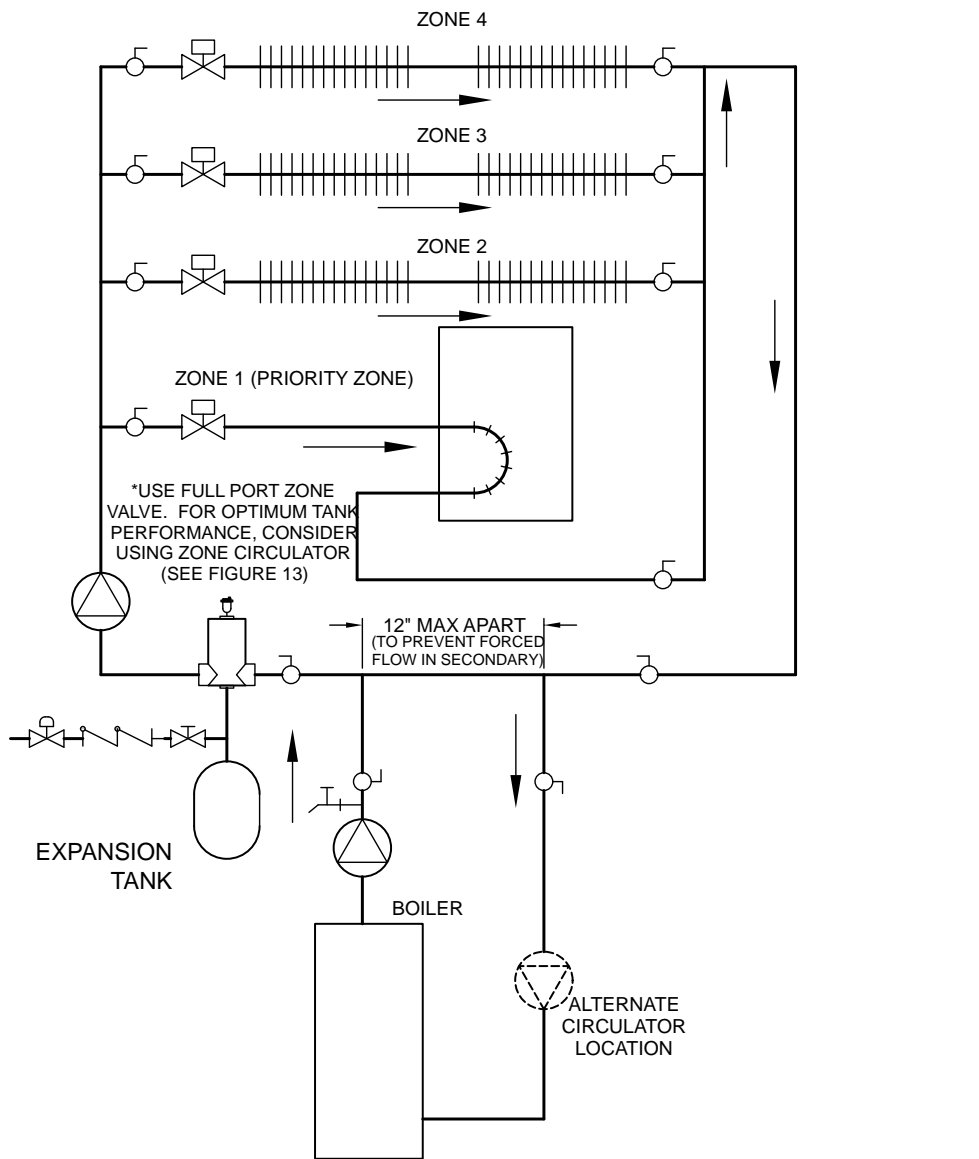 ZONE 4
ZONE 3
ZONE 2
ZONE 1 (PRIORITY ZONE)
*USE FULL PORT ZONE
VALVE. FOR OPTIMUM TANK
PERFORMANCE, CONSIDER
USING ZONE CIRCULATOR
(SEE FIGURE 13)
12" MAX APART
(TO PREVENT FORCED
FLOW IN SECONDARY)
EXPANSION
TANK
BOILER
ALTERNATE
CIRCULATOR
LOCATION